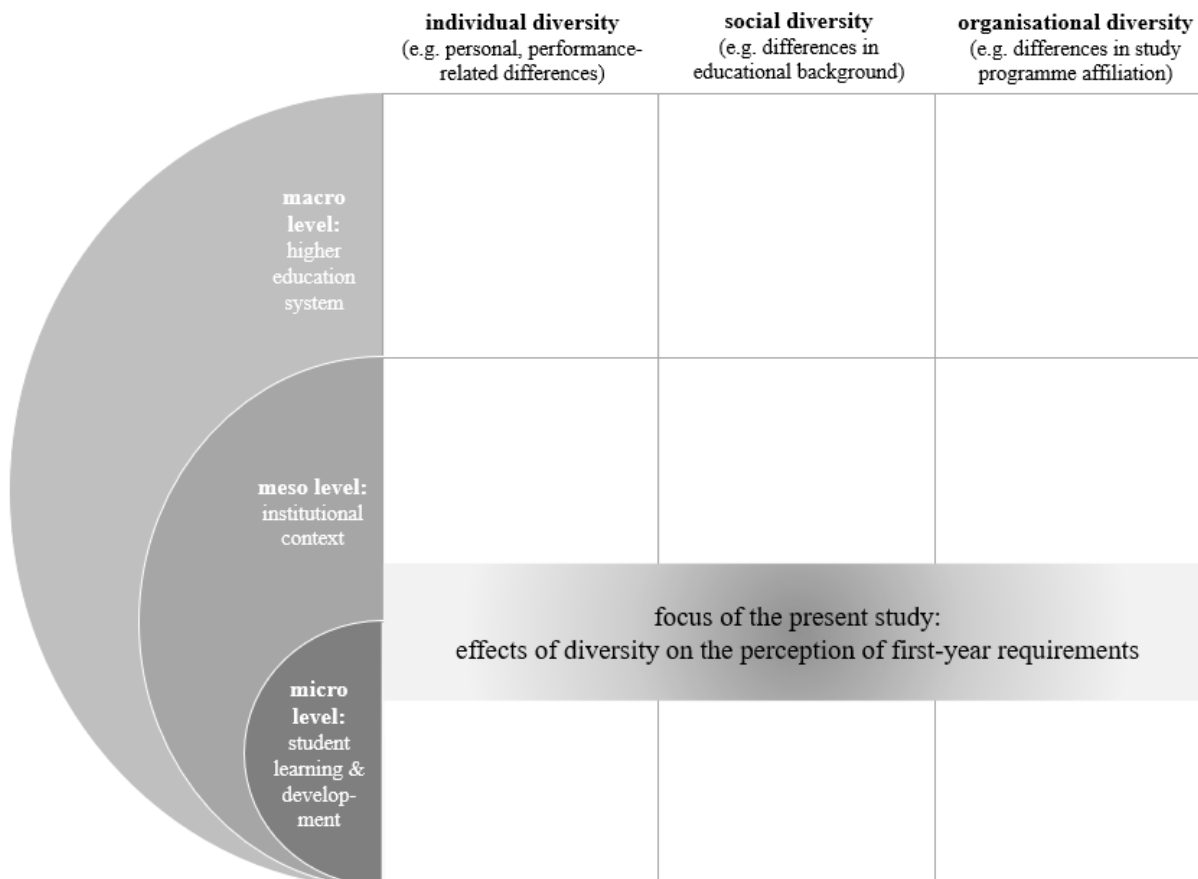 individual diversity
(e.g. personal, performance-
related differences)
social diversity
(e.g. differences in
educational background)
organisational diversity
(e.g. differences in study
programme affiliation)
macro
level:
higher
education
system
meso level:
institutional
context
focus of the present study:
effects of diversity on the perception of first-year requirements
micro
level:
student
learning &
develop-
ment